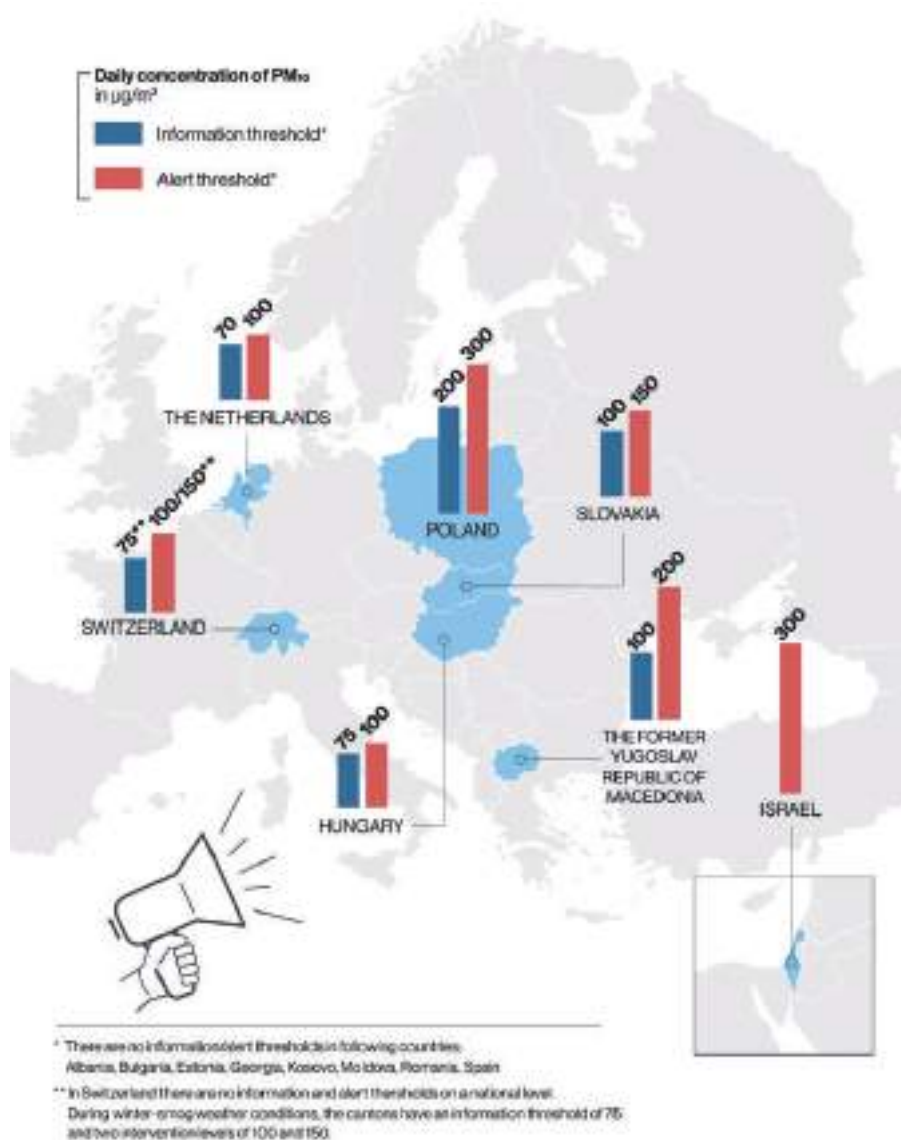 Daily concentration of PM₁₀
in µg/m³
Information threshold*
Alert threshold*
70 100
THE NETHERLANDS
200 300
POLAND
100 150
SLOVAKIA
75** 100/150**
SWITZERLAND
100 200
THE FORMER
YUGOSLAV
REPUBLIC OF
MACEDONIA
300
ISRAEL
75 100
HUNGARY
* There are no information/alert thresholds in following countries:
Albania, Bulgaria, Estonia, Georgia, Kosovo, Moldova, Romania, Spain
** In Switzerland there are no information and alert thersholds on a national level.
During winter-smog weather conditions, the cantons have an information threshold of 75
and two intervention levels of 100 and 150.